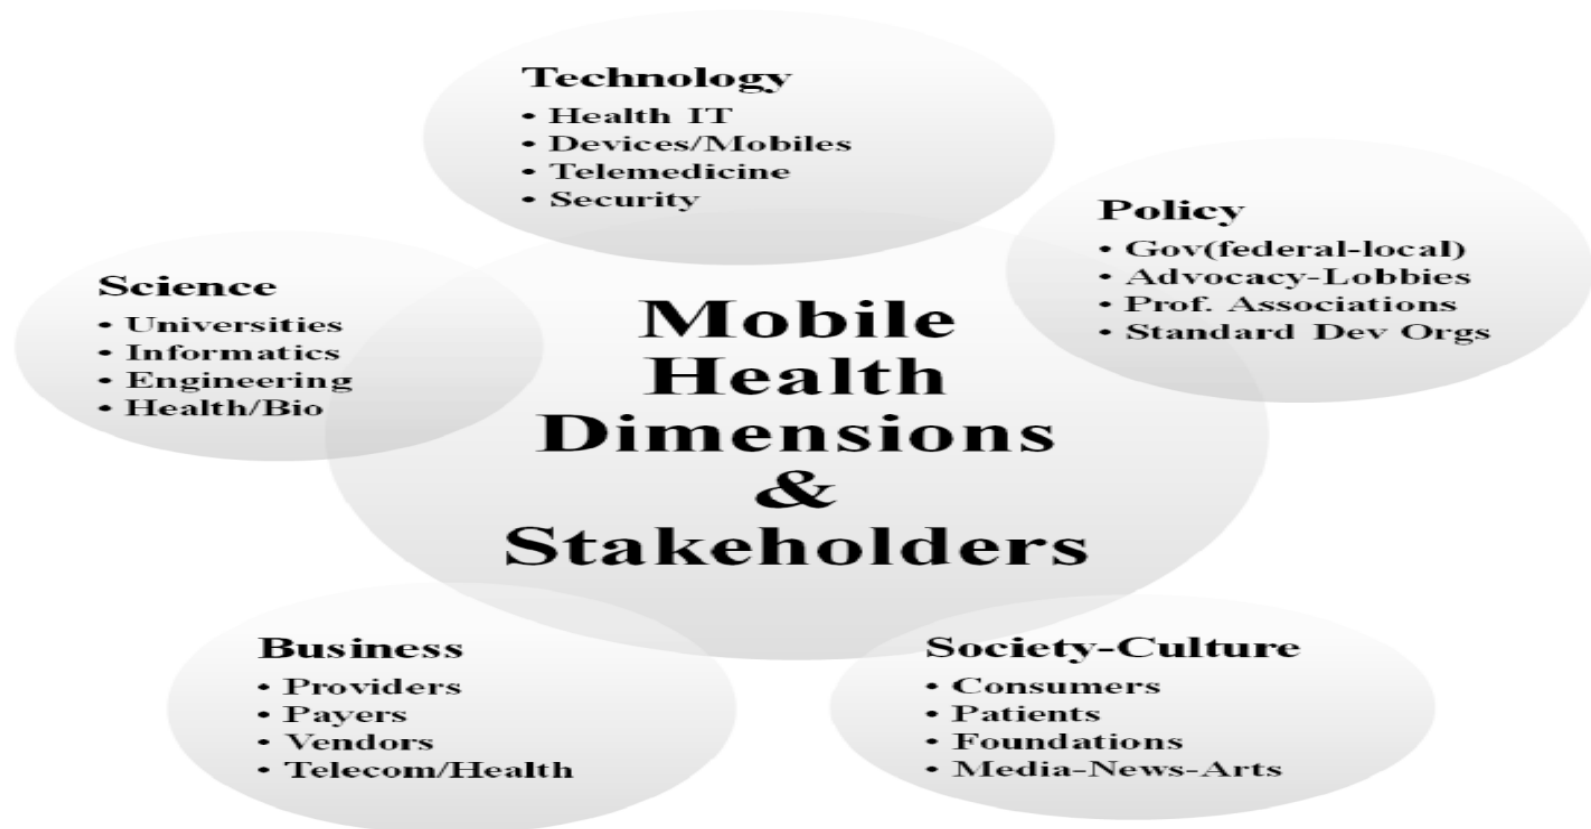 Technology
• Health IT
• Devices/Mobiles
• Telemedicine
• Security
Policy
• Gov(federal-local)
• Advocacy-Lobbies
• Prof. Associations
• Standard Dev Orgs
Science
• Universities
• Informatics
• Engineering
• Health/Bio
Mobile
Health
Dimensions
&
Stakeholders
Business
• Providers
• Payers
• Vendors
• Telecom/Health
Society-Culture
• Consumers
• Patients
• Foundations
• Media-News-Arts